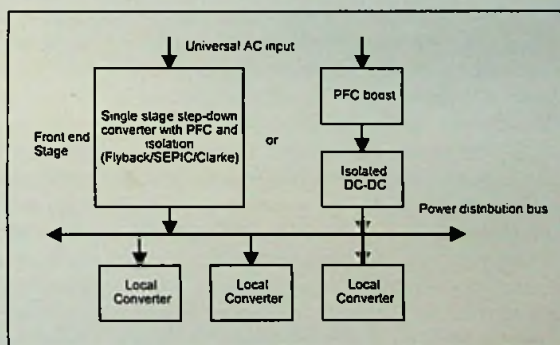 Universal AC input
Front end
Stage
Single stage step-down
converter with PFC and
isolation
(Flyback/SEPIC/Clarke)
or
PFC boost
Isolated
DC-DC
Power distribution bus
Local
Converter
Local
Converter
Local
Converter